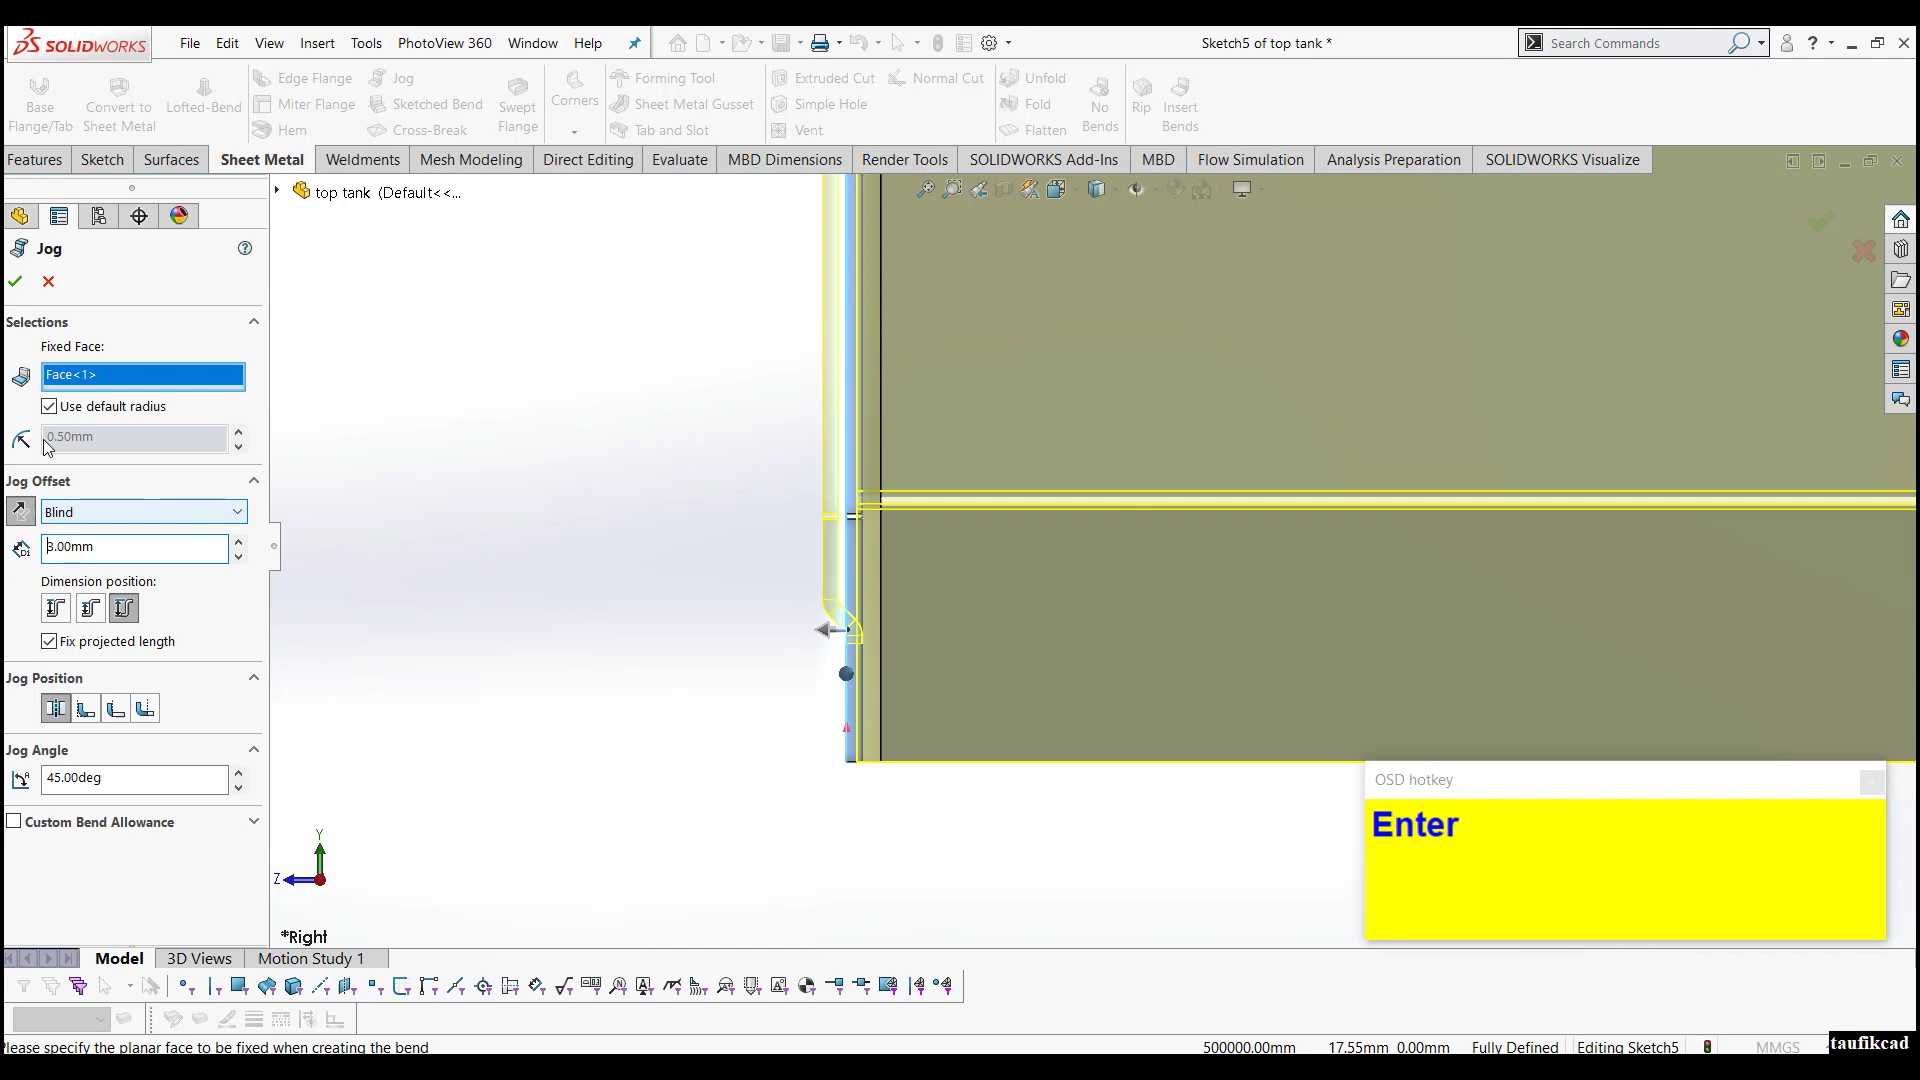 SOLIDWORKS
File Edit View Insert Tools PhotoView 360 Window Help
Sketch5 of top tank *
Search Commands
Base Flange/Tab
Convert to Sheet Metal
Lofted-Bend
Edge Flange
Miter Flange
Hem
Jog
Sketched Bend
Cross-Break
Swept Flange
Corners
Forming Tool
Sheet Metal Gusset
Tab and Slot
Extruded Cut
Simple Hole
Vent
Normal Cut
Unfold
Fold
Flatten
No Bends
Rip
Insert Bends
Features Sketch Surfaces Sheet Metal Weldments Mesh Modeling Direct Editing Evaluate MBD Dimensions Render Tools SOLIDWORKS Add-Ins MBD Flow Simulation Analysis Preparation SOLIDWORKS Visualize
top tank (Default<<...
Jog
Selections
Fixed Face:
Face<1>
Use default radius
0.50mm
Jog Offset
Blind
3.00mm
Dimension position:
Fix projected length
Jog Position
Jog Angle
45.00deg
Custom Bend Allowance
Y
Z
*Right
OSD hotkey
Enter
Model 3D Views Motion Study 1
Please specify the planar face to be fixed when creating the bend
500000.00mm 17.55mm 0.00mm Fully Defined Editing Sketch5 MMGS
taufikcad